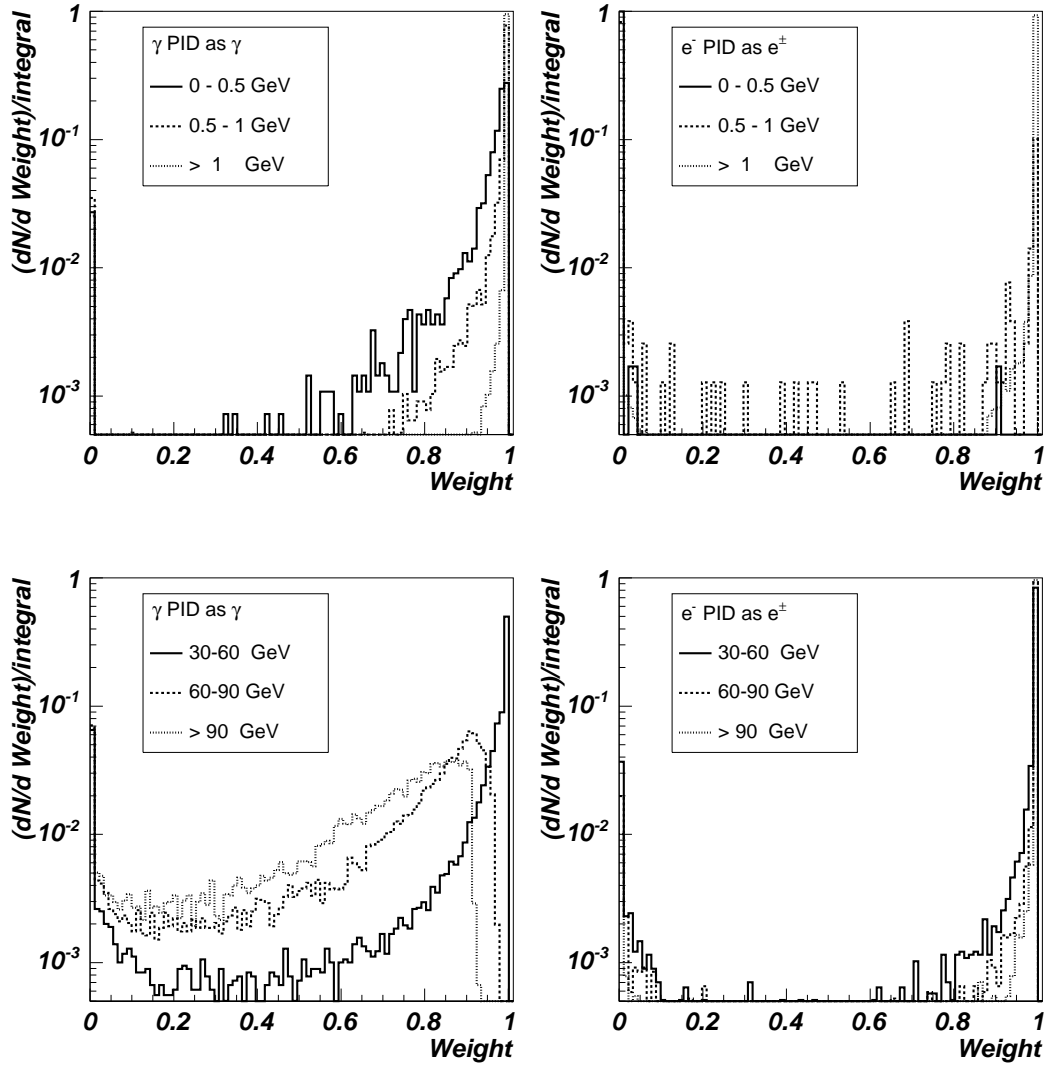 (dN/d Weight)/integral
1
10-1
10-2
10-3
γ PID as γ
0 - 0.5 GeV
0.5 - 1 GeV
> 1 GeV
0 0.2 0.4 0.6 0.8 1
Weight
(dN/d Weight)/integral
1
10-1
10-2
10-3
e- PID as e±
0 - 0.5 GeV
0.5 - 1 GeV
> 1 GeV
0 0.2 0.4 0.6 0.8 1
Weight
(dN/d Weight)/integral
1
10-1
10-2
10-3
γ PID as γ
30-60 GeV
60-90 GeV
> 90 GeV
0 0.2 0.4 0.6 0.8 1
Weight
(dN/d Weight)/integral
1
10-1
10-2
10-3
e- PID as e±
30-60 GeV
60-90 GeV
> 90 GeV
0 0.2 0.4 0.6 0.8 1
Weight